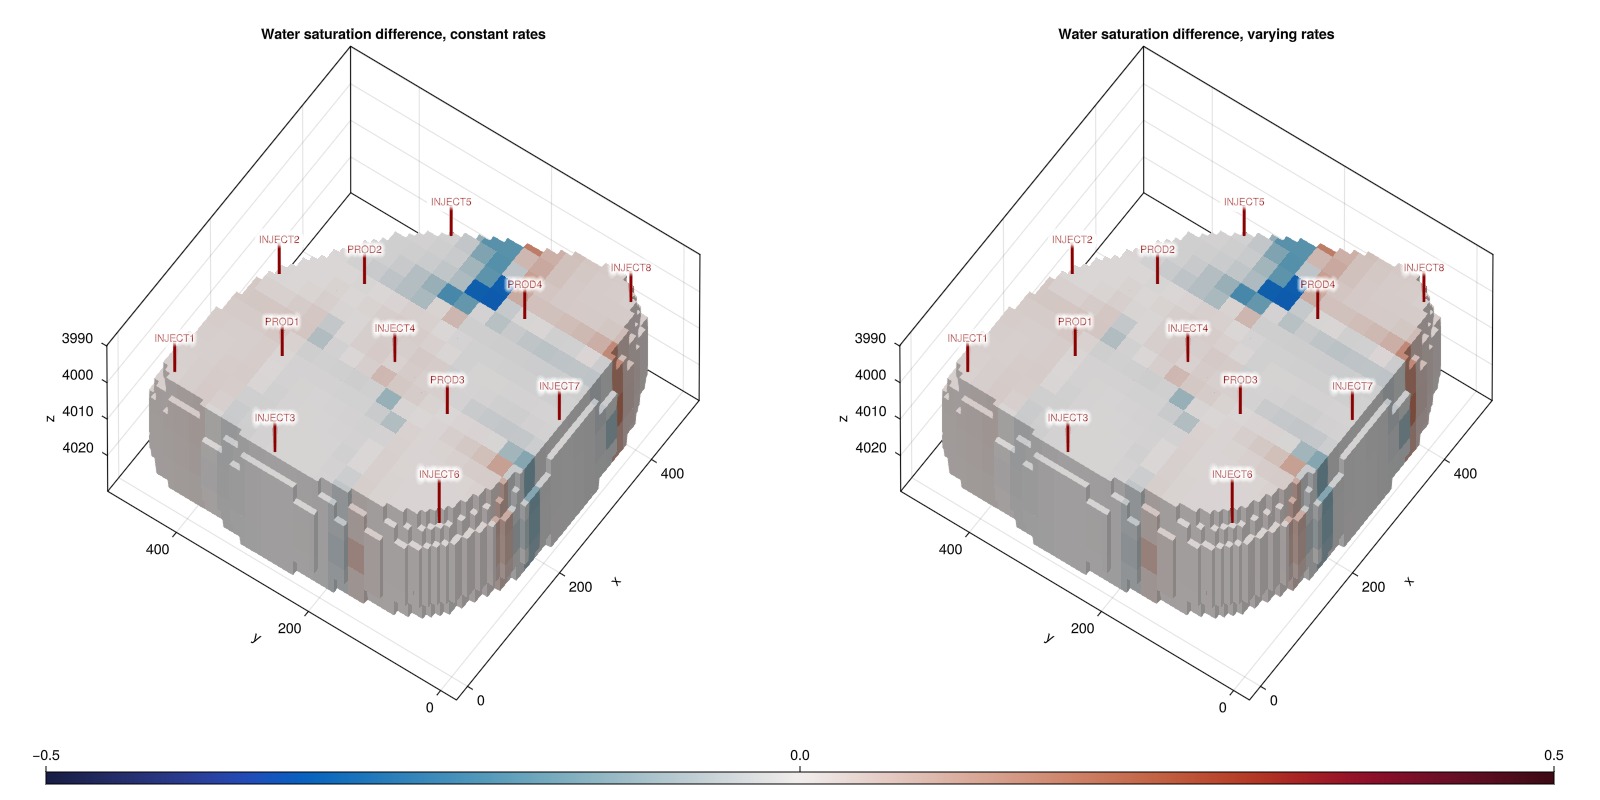 Water saturation difference, constant rates
INJECT5
INJECT2
PROD2
INJECT8
PROD4
PROD1
INJECT4
INJECT1
PROD3
INJECT7
INJECT3
INJECT6
3990
4000
4010
4020
z
400
200
0
y
400
200
0
x
Water saturation difference, varying rates
INJECT5
INJECT2
PROD2
INJECT8
PROD4
PROD1
INJECT4
INJECT1
PROD3
INJECT7
INJECT3
INJECT6
3990
4000
4010
4020
z
400
200
0
y
400
200
0
x
−0.5 0.0 0.5